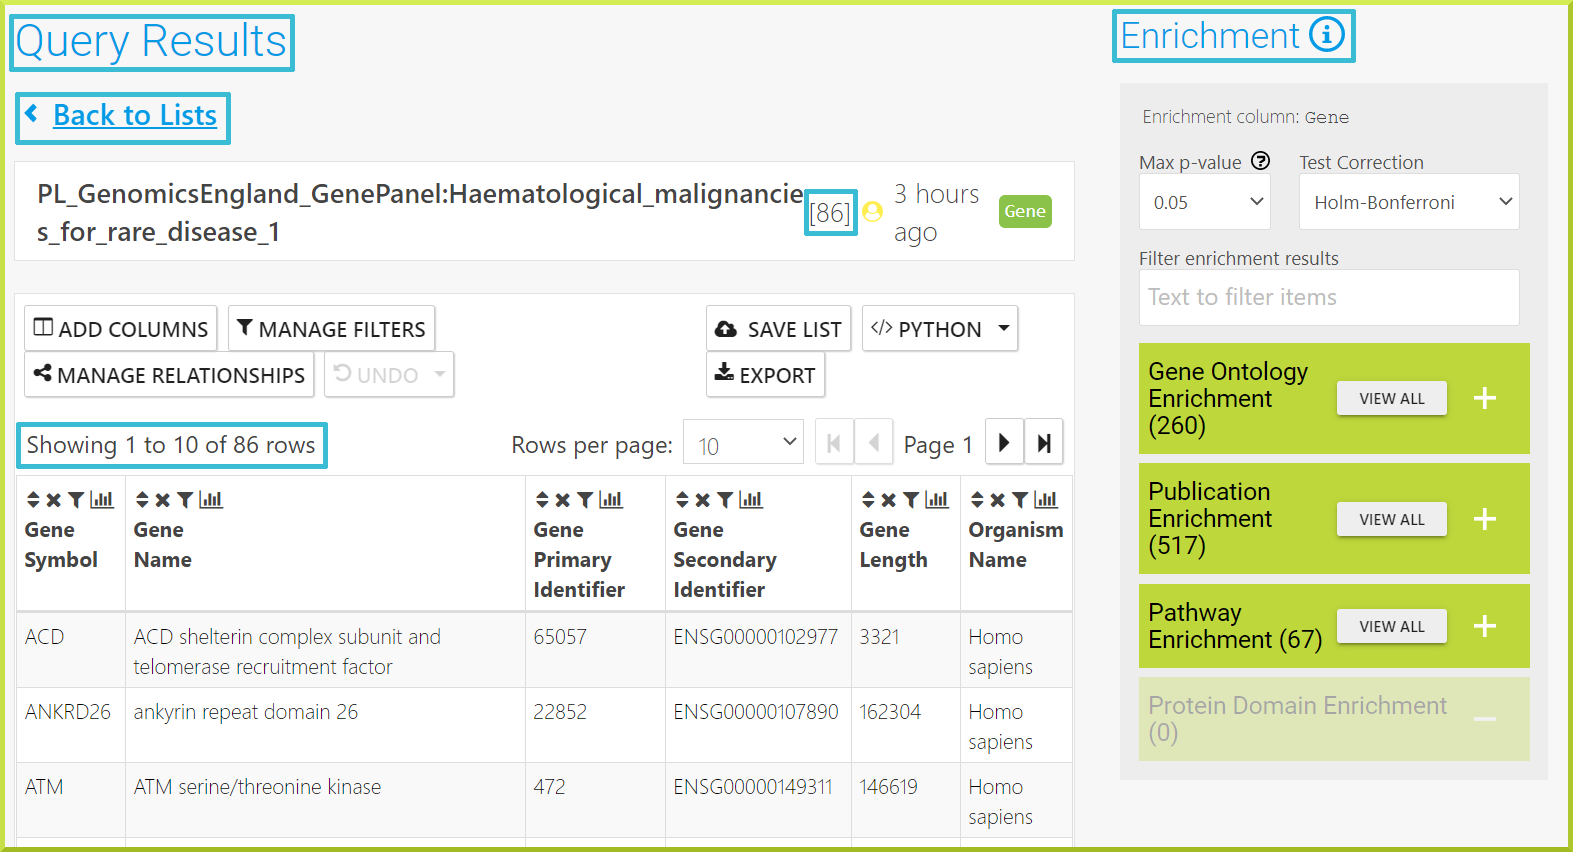 Query Results
Back to Lists
PL_GenomicsEngland_GenePanel:Haematological_malignancie
s_for_rare_disease_1
[86]
3 hours
ago
Gene
ADD COLUMNS
MANAGE FILTERS
SAVE LIST
</> PYTHON
MANAGE RELATIONSHIPS
UNDO
EXPORT
Showing 1 to 10 of 86 rows
Rows per page:
10
Page 1
Gene
Symbol
Gene
Name
Gene
Primary
Identifier
Gene
Secondary
Identifier
Gene
Length
Organism
Name
ACD
ACD shelterin complex subunit and
telomerase recruitment factor
65057
ENSG00000102977
3321
Homo
sapiens
ANKRD26
ankyrin repeat domain 26
22852
ENSG00000107890
162304
Homo
sapiens
ATM
ATM serine/threonine kinase
472
ENSG00000149311
146619
Homo
sapiens
Enrichment
Enrichment column: Gene
Max p-value
Test Correction
0.05
Holm-Bonferroni
Filter enrichment results
Text to filter items
Gene Ontology
Enrichment
(260)
VIEW ALL
Publication
Enrichment
(517)
VIEW ALL
Pathway
Enrichment (67)
VIEW ALL
Protein Domain Enrichment
(0)